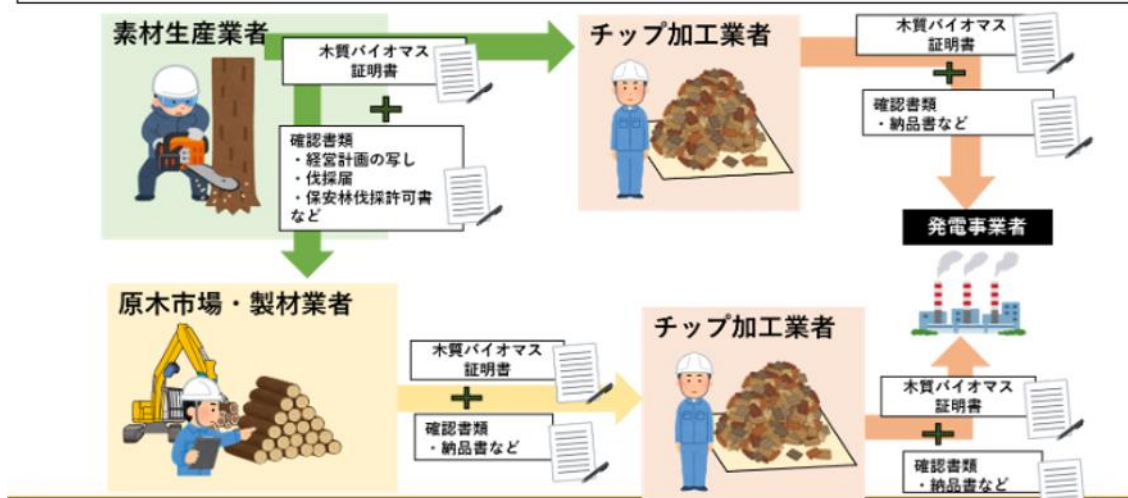 素材生産業者
木質バイオマス
証明書
確認書類
・経営計画の写し
・伐採届
・保安林伐採許可書
など
チップ加工業者
木質バイオマス
証明書
確認書類
・納品書など
発電事業者
原木市場・製材業者
木質バイオマス
証明書
確認書類
・納品書など
チップ加工業者
木質バイオマス
証明書
確認書類
・納品書など